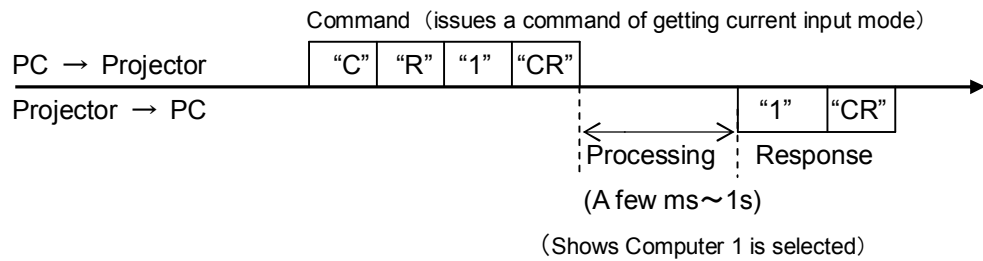 Command（issues a command of getting current input mode）
PC → Projector “C” “R” “1” “CR”
Projector → PC “1” “CR”
Processing Response
(A few ms～1s)
（Shows Computer 1 is selected）